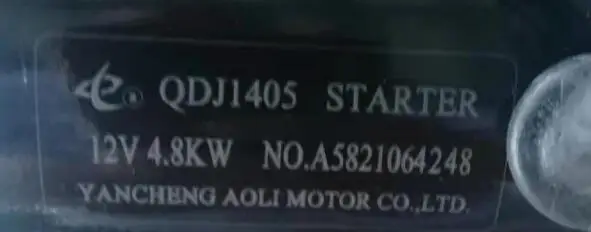 QDJ1405 STARTER
12V 4.8KW NO.A5821064248
YANCHENG AOLI MOTOR CO.,LTD.